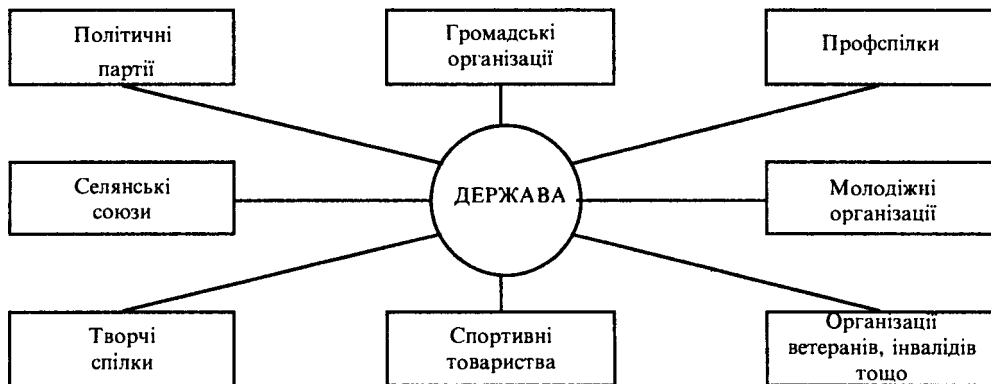 Політичні
партії
Громадські
організації
Профспілки
Селянські
союзи
ДЕРЖАВА
Молодіжні
організації
Творчі
спілки
Спортивні
товариства
Організації
ветеранів, інвалідів
тощо